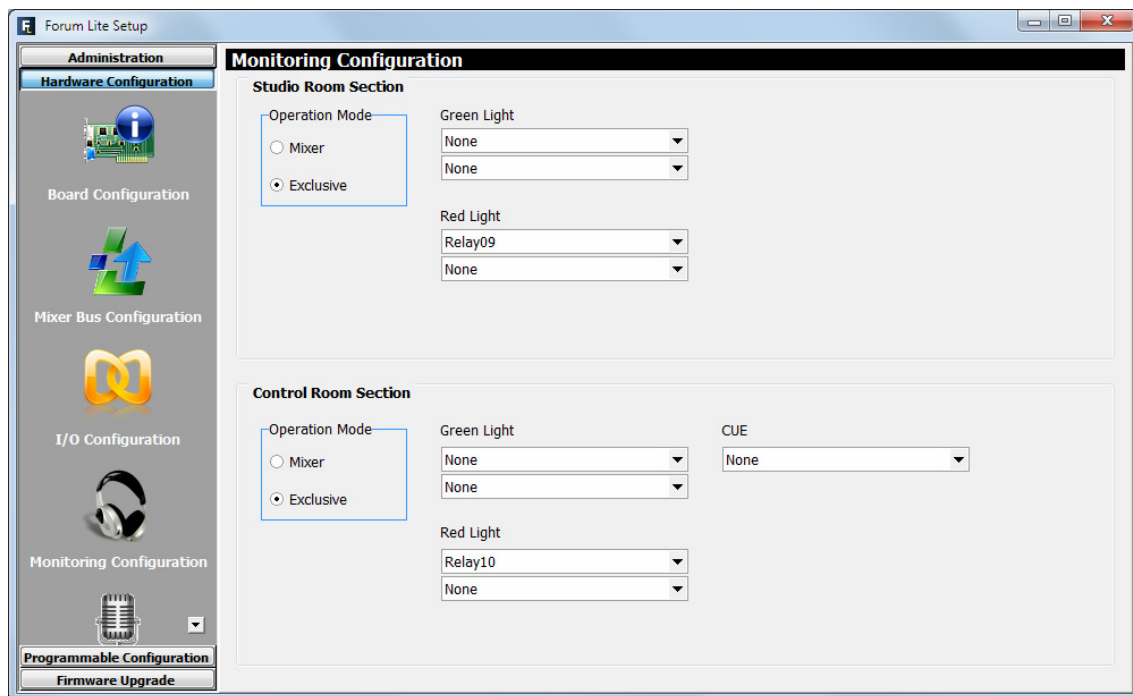 Forum Lite Setup
Administration
Hardware Configuration
Board Configuration
Mixer Bus Configuration
I/O Configuration
Monitoring Configuration
Programmable Configuration
Firmware Upgrade
Monitoring Configuration
Studio Room Section
Operation Mode
Mixer
Exclusive
Green Light
None
None
Red Light
Relay09
None
Control Room Section
Operation Mode
Mixer
Exclusive
Green Light
None
None
Red Light
Relay10
None
CUE
None